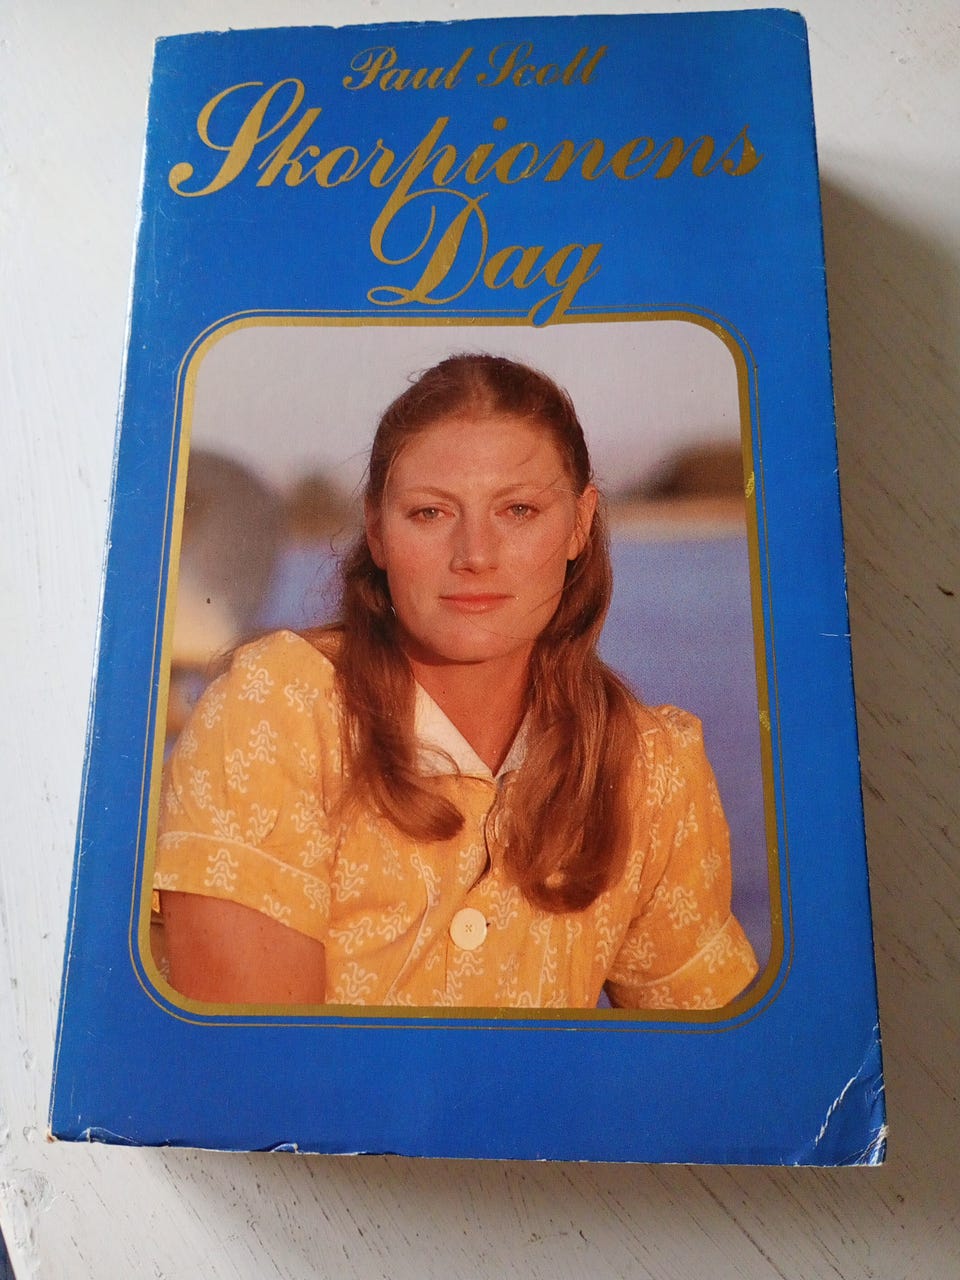 Paul Scott
Skorpionens
Dag